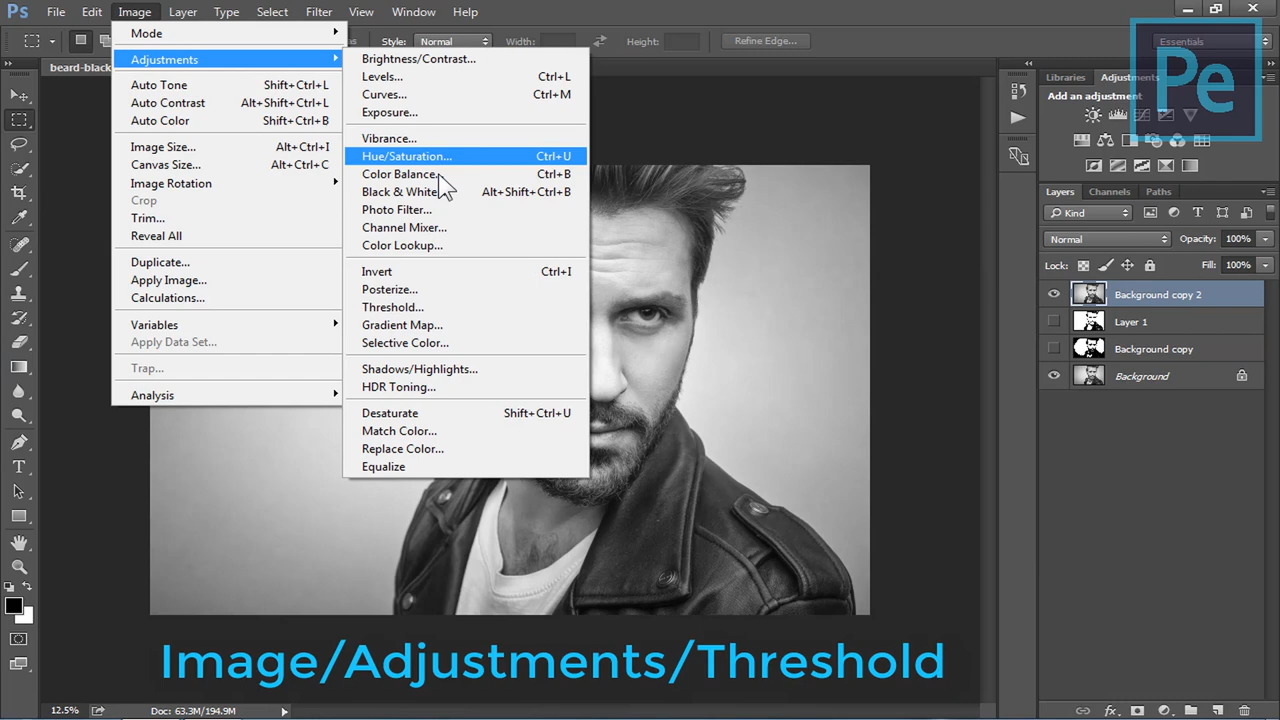 Ps File Edit Image Layer Type Select Filter 3D View Window Help
Style: Normal Width: Height: Refine Edge...
Essentials
Pe
beard-black
Mode
Adjustments
Auto Tone Shift+Ctrl+L
Auto Contrast Alt+Shift+Ctrl+L
Auto Color Shift+Ctrl+B
Image Size... Alt+Ctrl+I
Canvas Size... Alt+Ctrl+C
Image Rotation
Crop
Trim...
Reveal All
Duplicate...
Apply Image...
Calculations...
Variables
Apply Data Set...
Trap...
Analysis
Brightness/Contrast...
Levels... Ctrl+L
Curves... Ctrl+M
Exposure...
Vibrance...
Hue/Saturation... Ctrl+U
Color Balance... Ctrl+B
Black & White... Alt+Shift+Ctrl+B
Photo Filter...
Channel Mixer...
Color Lookup...
Invert Ctrl+I
Posterize...
Threshold...
Gradient Map...
Selective Color...
Shadows/Highlights...
HDR Toning...
Desaturate Shift+Ctrl+U
Match Color...
Replace Color...
Equalize
Libraries Adjustments
Add an adjustment
Layers Channels Paths
Kind
Normal Opacity: 100%
Lock: Fill: 100%
Background copy 2
Layer 1
Background copy
Background
Image/Adjustments/Threshold
12.5% Doc: 63.3M/194.9M